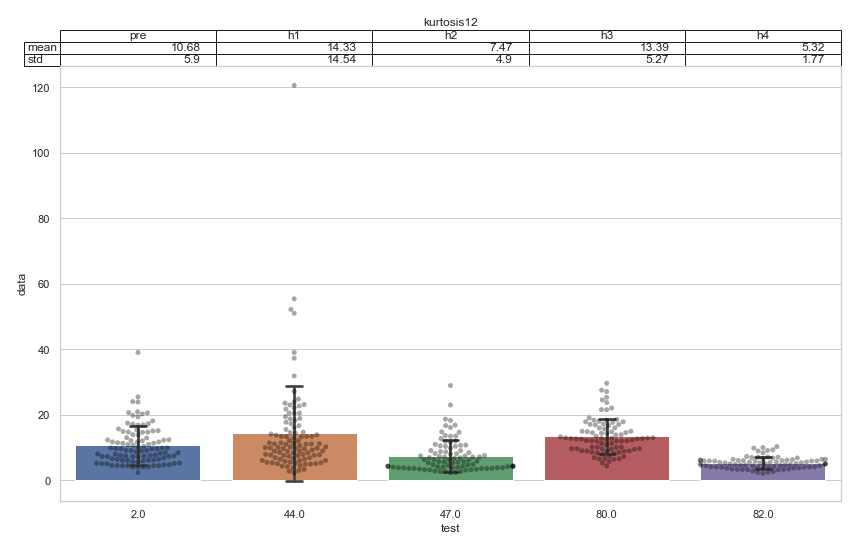 kurtosis12
pre h1 h2 h3 h4
mean 10.68 14.33 7.47 13.39 5.32
std 5.9 14.54 4.9 5.27 1.77
120
100
80
60
40
20
0
data
2.0 44.0 47.0 80.0 82.0
test